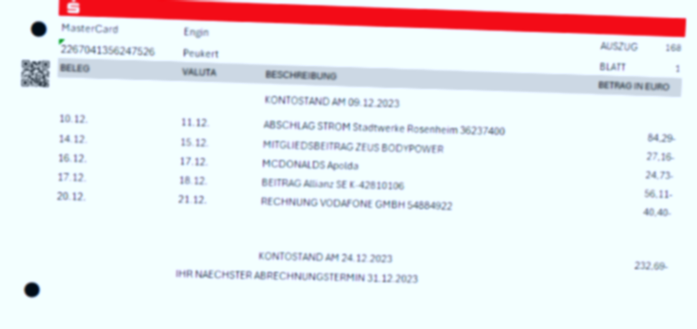 MasterCard Engin AUSZUG 168
2267041356247526 Peukert BLATT 1
BELEG VALUTA BESCHREIBUNG BETRAG IN EURO
KONTOSTAND AM 09.12.2023
10.12. 11.12. ABSCHLAG STROM Stadtwerke Rosenheim 36237400 84,29-
14.12. 15.12. MITGLIEDSBEITRAG ZEUS BODYPOWER 27,16-
16.12. 17.12. MCDONALDS Apolda 24,73-
17.12. 18.12. BEITRAG Allianz SE K-42810106 56,11-
20.12. 21.12. RECHNUNG VODAFONE GMBH 54884922 40,40-
KONTOSTAND AM 24.12.2023 232,69-
IHR NAECHSTER ABRECHNUNGSTERMIN 31.12.2023